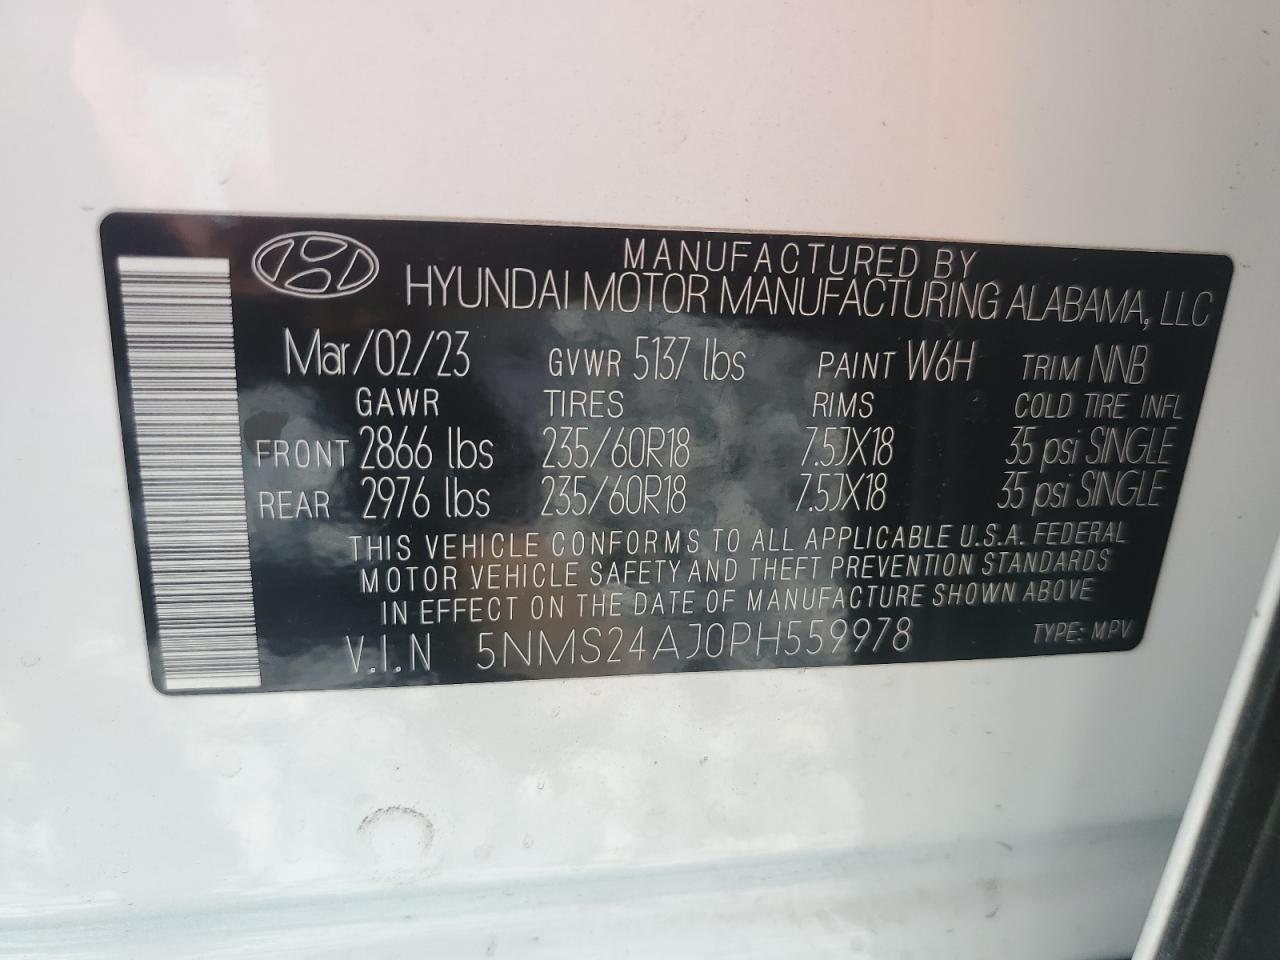 MANUFACTURED BY
HYUNDAI MOTOR MANUFACTURING ALABAMA, LLC
Mar/02/23 GVWR 5137 lbs PAINT W6H TRIM NNB
GAWR TIRES RIMS COLD TIRE INFL
FRONT 2866 lbs 235/60R18 7.5JX18 35 psi SINGLE
REAR 2976 lbs 235/60R18 7.5JX18 35 psi SINGLE
THIS VEHICLE CONFORMS TO ALL APPLICABLE U.S.A. FEDERAL
MOTOR VEHICLE SAFETY AND THEFT PREVENTION STANDARDS
IN EFFECT ON THE DATE OF MANUFACTURE SHOWN ABOVE
V.I.N 5NMS24AJ0PH559978 TYPE: MPV